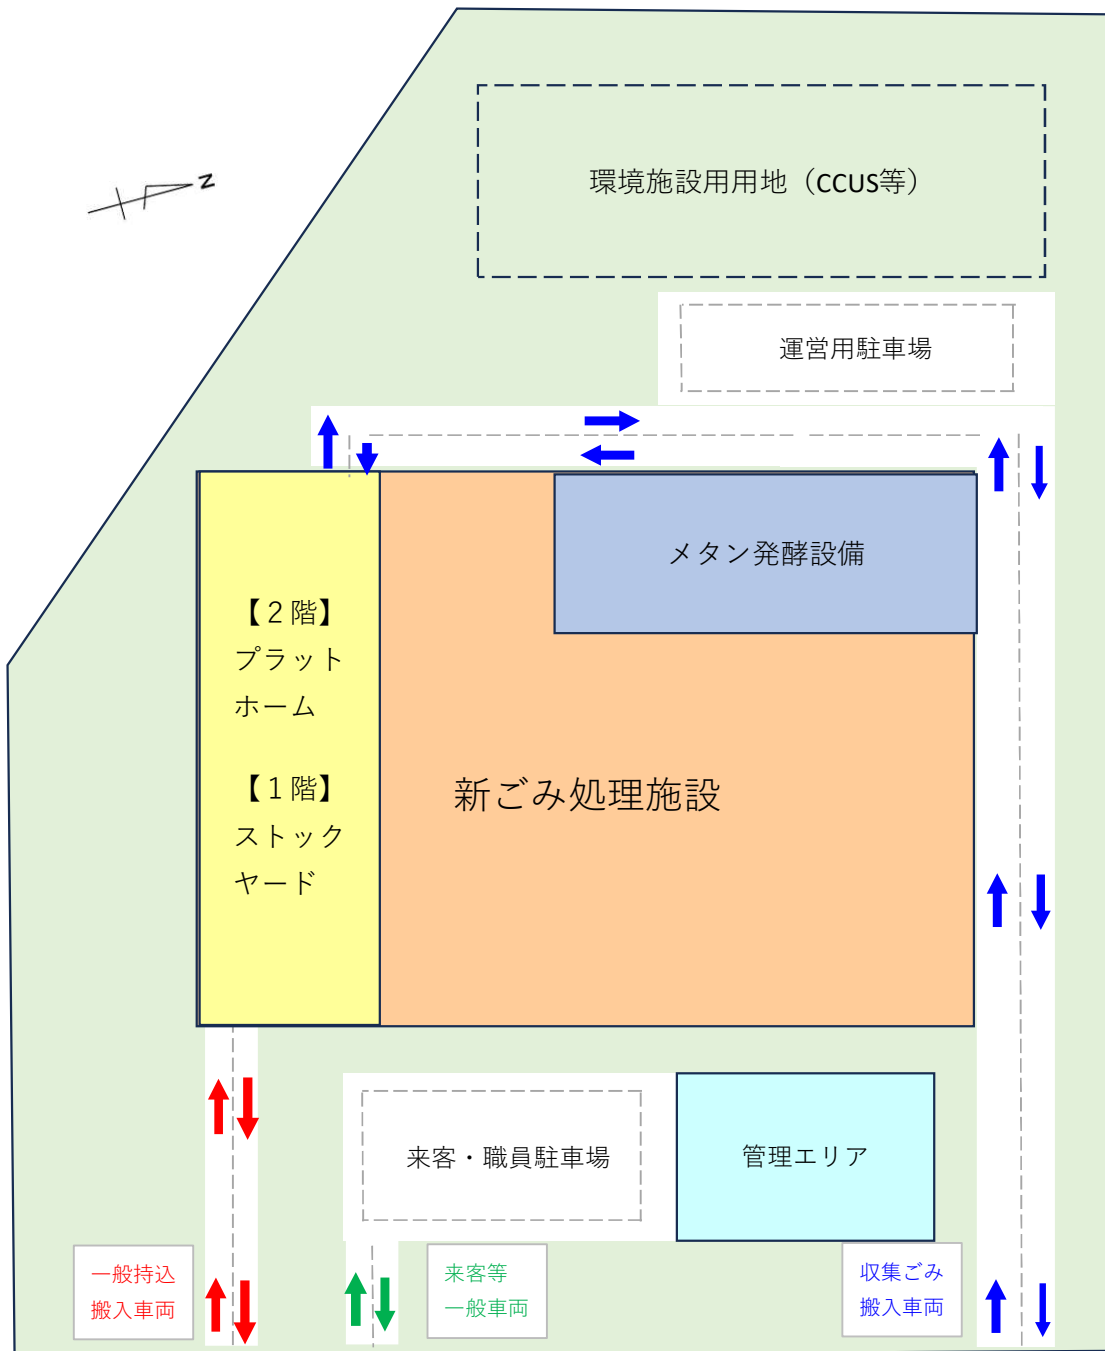 環境施設用用地（CCUS等）
N
運営用駐車場
メタン発酵設備
【２階】
プラット
ホーム
【１階】
ストック
ヤード
新ごみ処理施設
来客・職員駐車場
管理エリア
一般持込
搬入車両
来客等
一般車両
収集ごみ
搬入車両